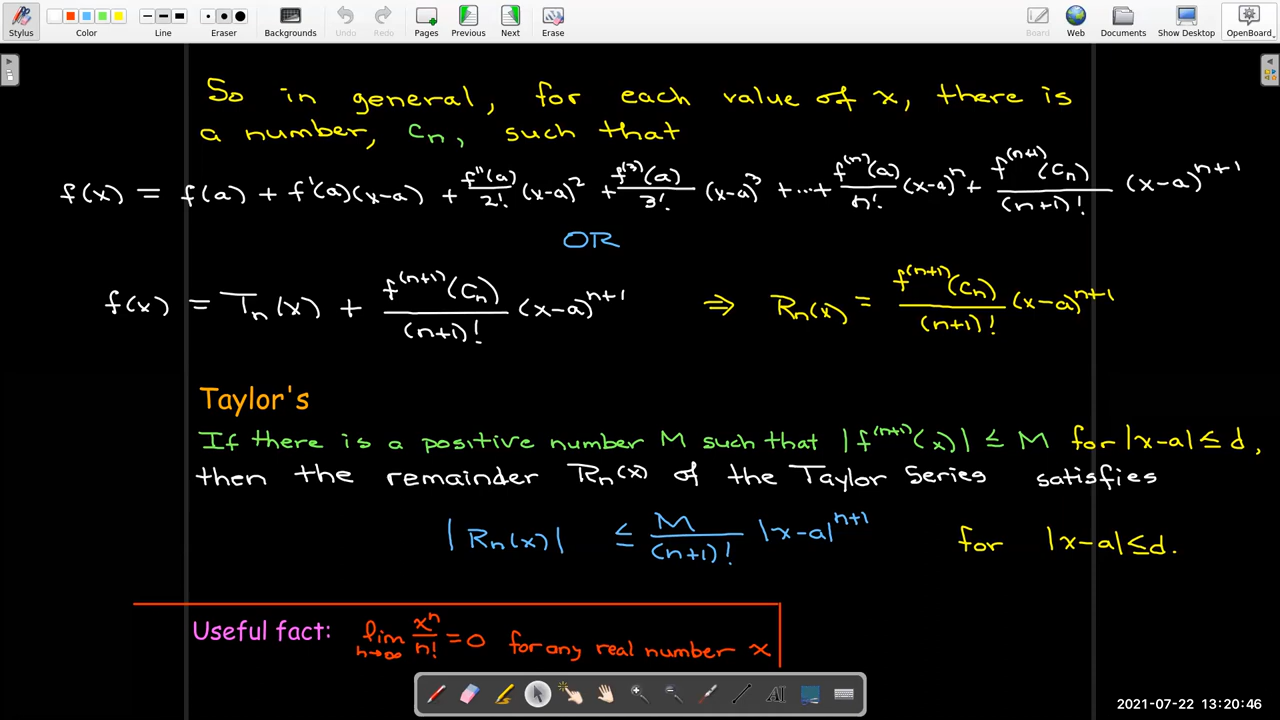 Stylus Color Line Eraser Backgrounds Undo Redo Pages Previous Next Erase Board Web Documents Show Desktop OpenBoard
So in general, for each value of x, there is
a number, cₙ, such that
f(x) = f(a) + f'(a)(x-a) + f''(a)/2! (x-a)² + f⁽³⁾(a)/3! (x-a)³ + ... + f⁽ⁿ⁾(a)/n! (x-a)ⁿ + f⁽ⁿ⁺¹⁾(cₙ)/(n+1)! (x-a)ⁿ⁺¹
OR
f(x) = Tₙ(x) + f⁽ⁿ⁺¹⁾(cₙ)/(n+1)! (x-a)ⁿ⁺¹ ⇒ Rₙ(x) = f⁽ⁿ⁺¹⁾(cₙ)/(n+1)! (x-a)ⁿ⁺¹
Taylor's
If there is a positive number M such that |f⁽ⁿ⁺¹⁾(x)| ≤ M for |x-a| ≤ d,
then the remainder Rₙ(x) of the Taylor Series satisfies
|Rₙ(x)| ≤ M/(n+1)! |x-a|ⁿ⁺¹ for |x-a| ≤ d.
Useful fact: lim n→∞ xⁿ/n! = 0 for any real number x
AI
2021-07-22 13:20:46